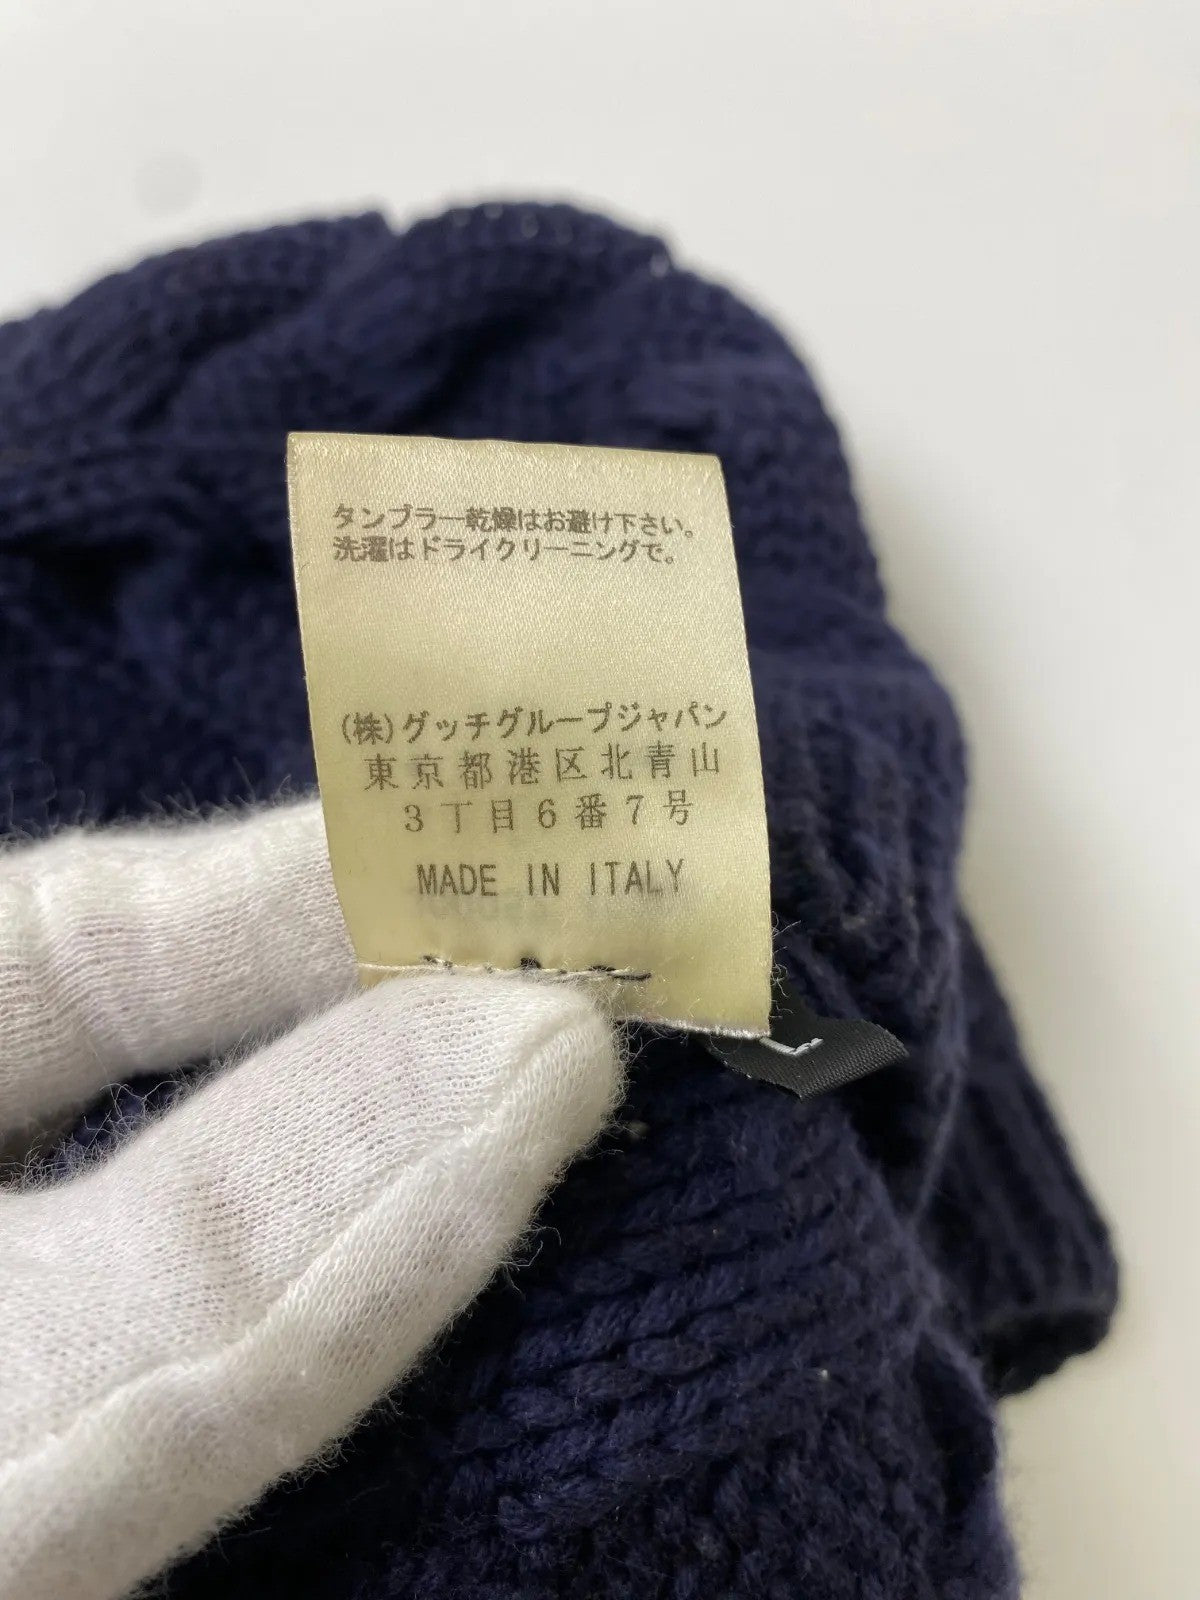 タンブラー乾燥はお避け下さい。
洗濯はドライクリーニングで。
(株)グッチグループジャパン
東京都港区北青山
3丁目6番7号
MADE IN ITALY
L